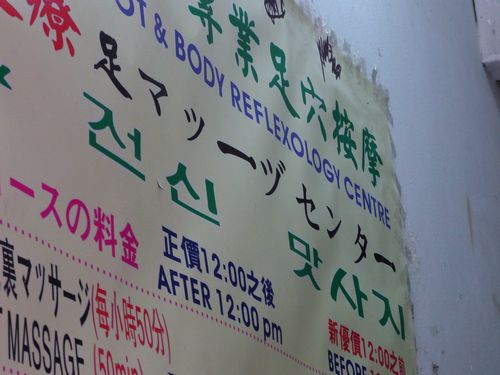 療 專業足穴按摩
OT & BODY REFLEXOLOGY CENTRE
足マッーヅ センター
전신 맛사지
ースの料金
正價12:00之後
AFTER 12:00 pm
新優價12:00之前
BEFORE
裏マッサージ(每小時50分)
MASSAGE (50min)